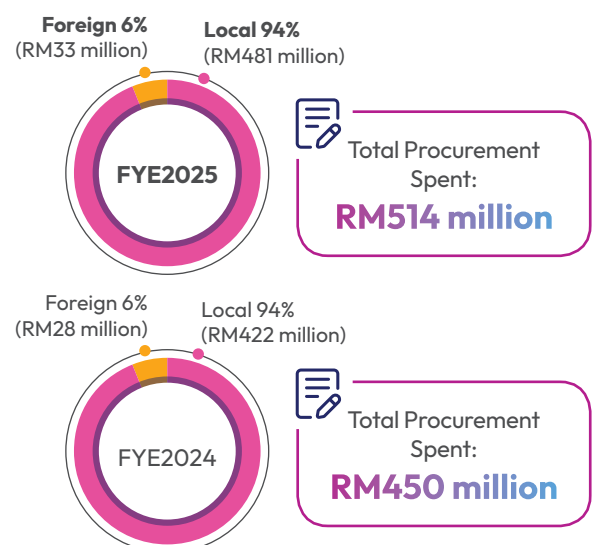 Foreign 6%
(RM33 million)
Local 94%
(RM481 million)
FYE2025
Total Procurement
Spent:
RM514 million
Foreign 6%
(RM28 million)
Local 94%
(RM422 million)
FYE2024
Total Procurement
Spent:
RM450 million